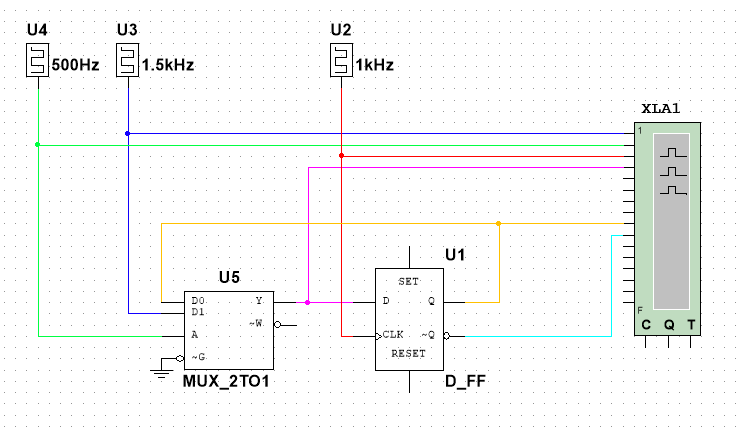 U4
U3
U2
500Hz
1.5kHz
1kHz
XLA1
1
F
C Q T
U5
D0
D1
Y
A
~W
~G
MUX_2TO1
U1
SET
D
Q
CLK
~Q
RESET
D_FF